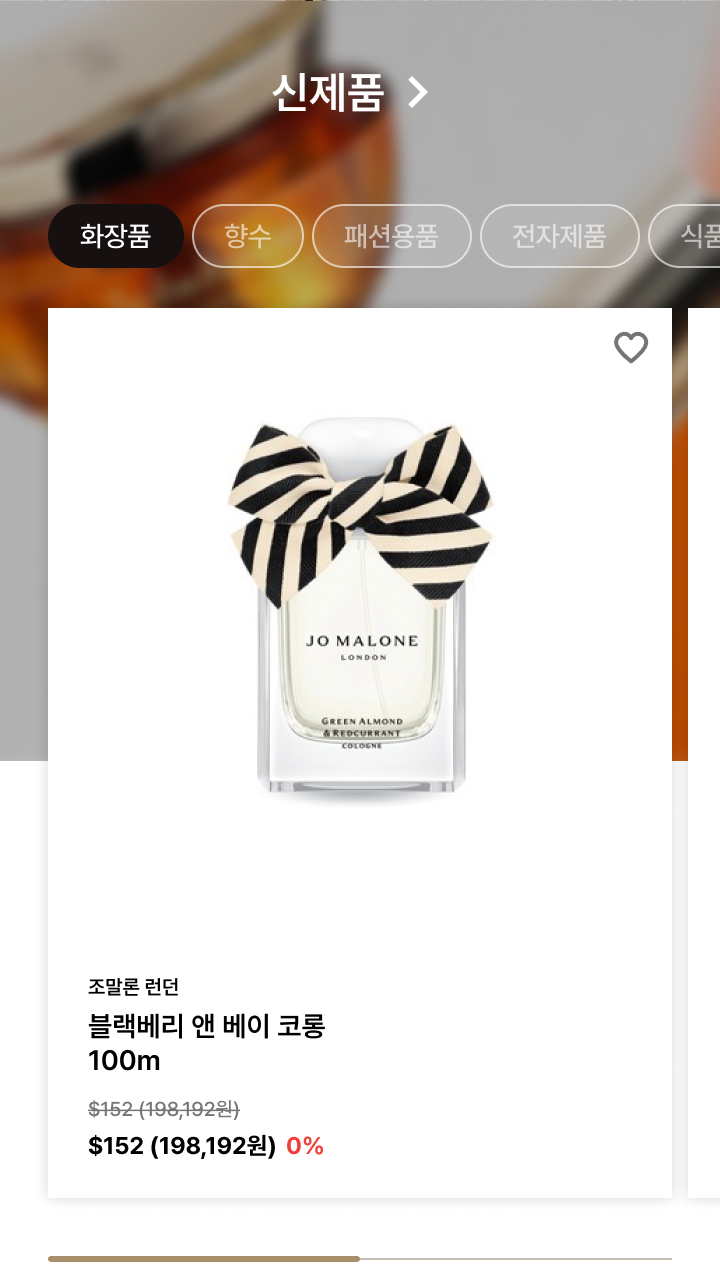 신제품
화장품 향수 패션용품 전자제품 식품
JO MALONE
LONDON
GREEN ALMOND
& REDCURRANT
COLOGNE
조말론 런던
블랙베리 앤 베이 코롱
100m
$152 (198,192원)
$152 (198,192원) 0%